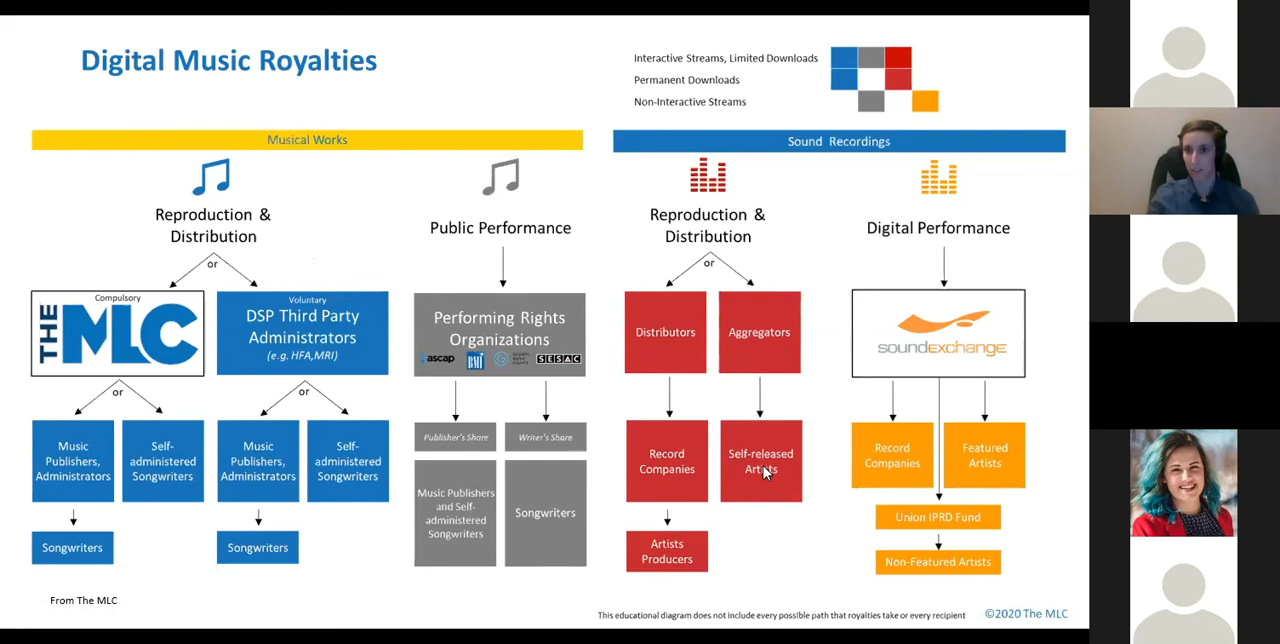 Digital Music Royalties
Interactive Streams, Limited Downloads
Permanent Downloads
Non-Interactive Streams
Musical Works
Sound Recordings
Reproduction &
Distribution
or
Public Performance
Reproduction &
Distribution
or
Digital Performance
Compulsory
THE MLC
Voluntary
DSP Third Party
Administrators
(e.g. HFA,MRI)
Performing Rights
Organizations
ascap
BMI
GLOBAL
MUSIC
RIGHTS
SESAC
Distributors
Aggregators
soundexchange
or
or
Music
Publishers,
Administrators
Self-
administered
Songwriters
Music
Publishers,
Administrators
Self-
administered
Songwriters
Publisher's Share
Writer's Share
Music Publishers
and Self-
administered
Songwriters
Songwriters
Record
Companies
Self-released
Artists
Record
Companies
Featured
Artists
Songwriters
Songwriters
Artists
Producers
Union IPRD Fund
Non-Featured Artists
From The MLC
This educational diagram does not include every possible path that royalties take or every recipient
©2020 The MLC